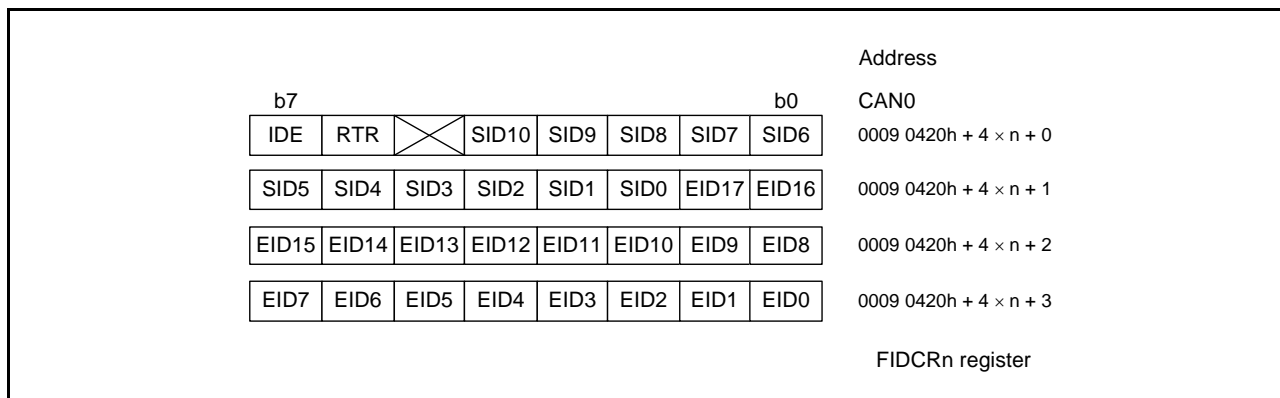 Address
b7 b0 CAN0
IDE RTR SID10 SID9 SID8 SID7 SID6 0009 0420h + 4 × n + 0
SID5 SID4 SID3 SID2 SID1 SID0 EID17 EID16 0009 0420h + 4 × n + 1
EID15 EID14 EID13 EID12 EID11 EID10 EID9 EID8 0009 0420h + 4 × n + 2
EID7 EID6 EID5 EID4 EID3 EID2 EID1 EID0 0009 0420h + 4 × n + 3
FIDCRn register